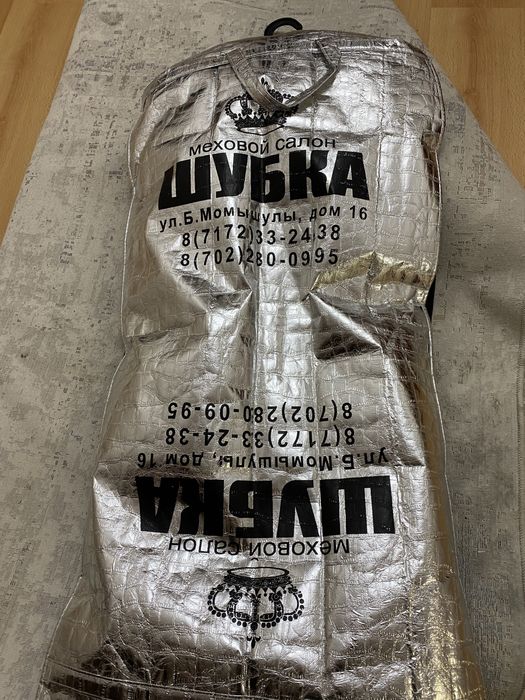 меховой салон
ШУБКА
ул.Б.Момышулы, дом 16
8(7172)33-24-38
8(702)280-0995
меховой салон
ШУБКА
ул.Б.Момышулы, дом 16
8(7172)33-24-38
8(702)280-09-95